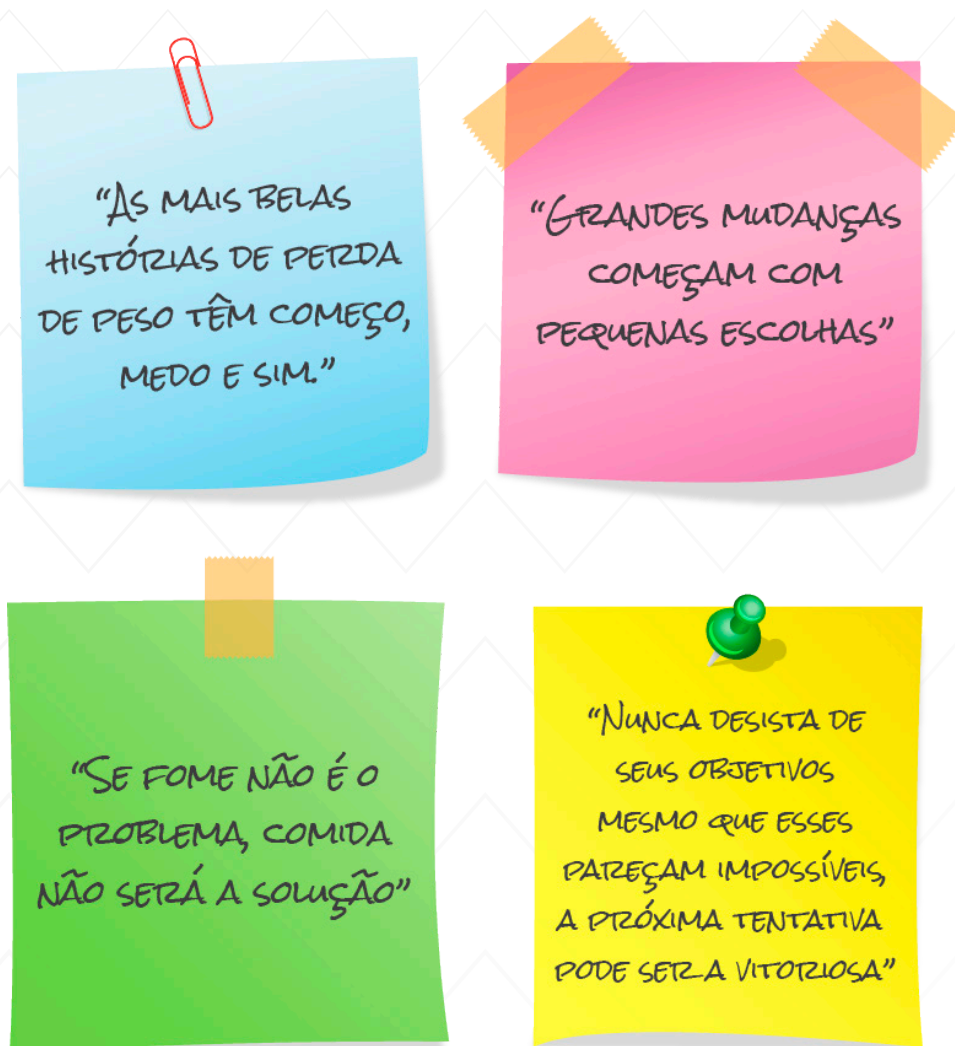 “As mais belas
histórias de perda
de peso têm começo,
medo e sim.”
“Grandes mudanças
começam com
pequenas escolhas”
“Se fome não é o
problema, comida
não será a solução”
“Nunca desista de
seus objetivos
mesmo que esses
pareçam impossíveis,
a próxima tentativa
pode ser a vitoriosa”